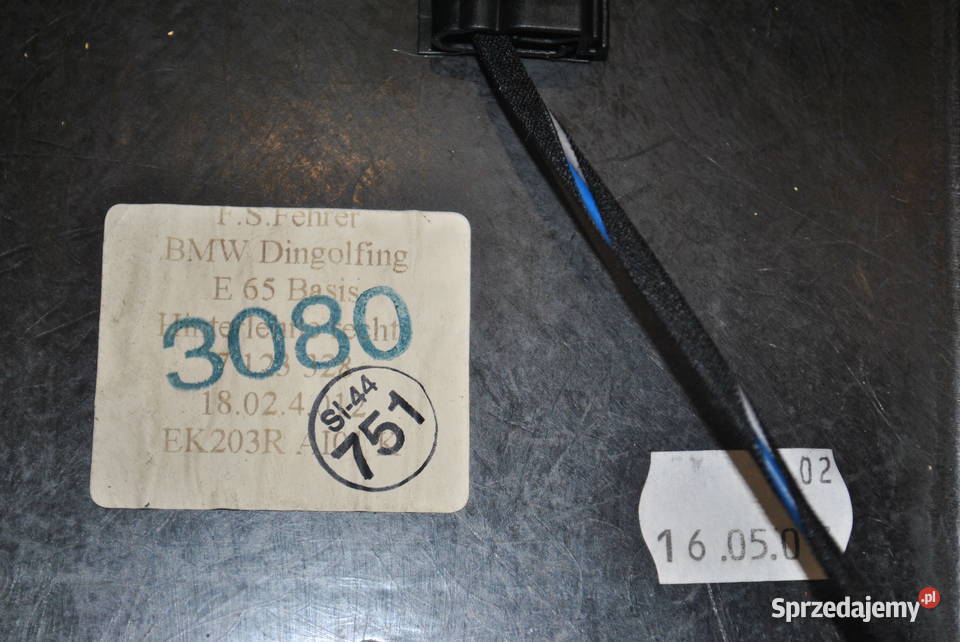 F.S.Fehrer
BMW Dingolfing
E 65 Basis
3080
18.02.4
EK203R
SI-44
751
02
16.05.0
Sprzedajemy.pl